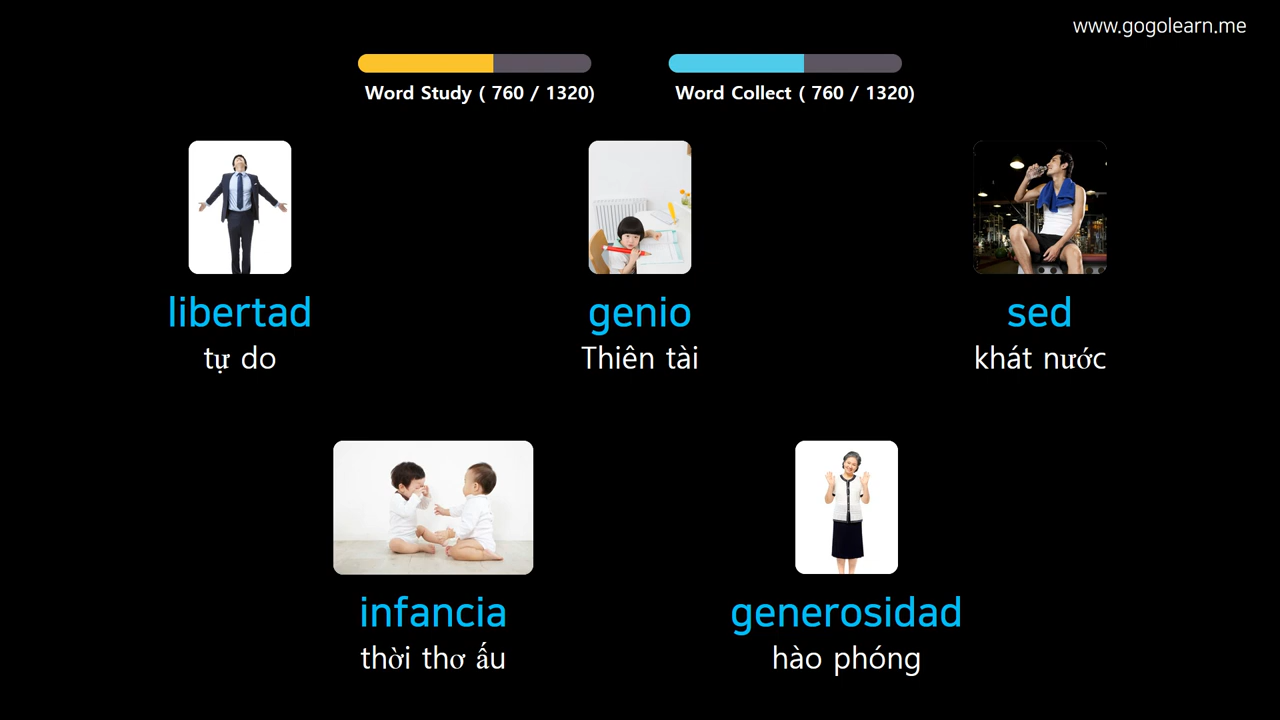 www.gogolearn.me
Word Study ( 760 / 1320)
Word Collect ( 760 / 1320)
libertad
genio
sed
tự do
Thiên tài
khát nước
infancia
generosidad
thời thơ ấu
hào phóng